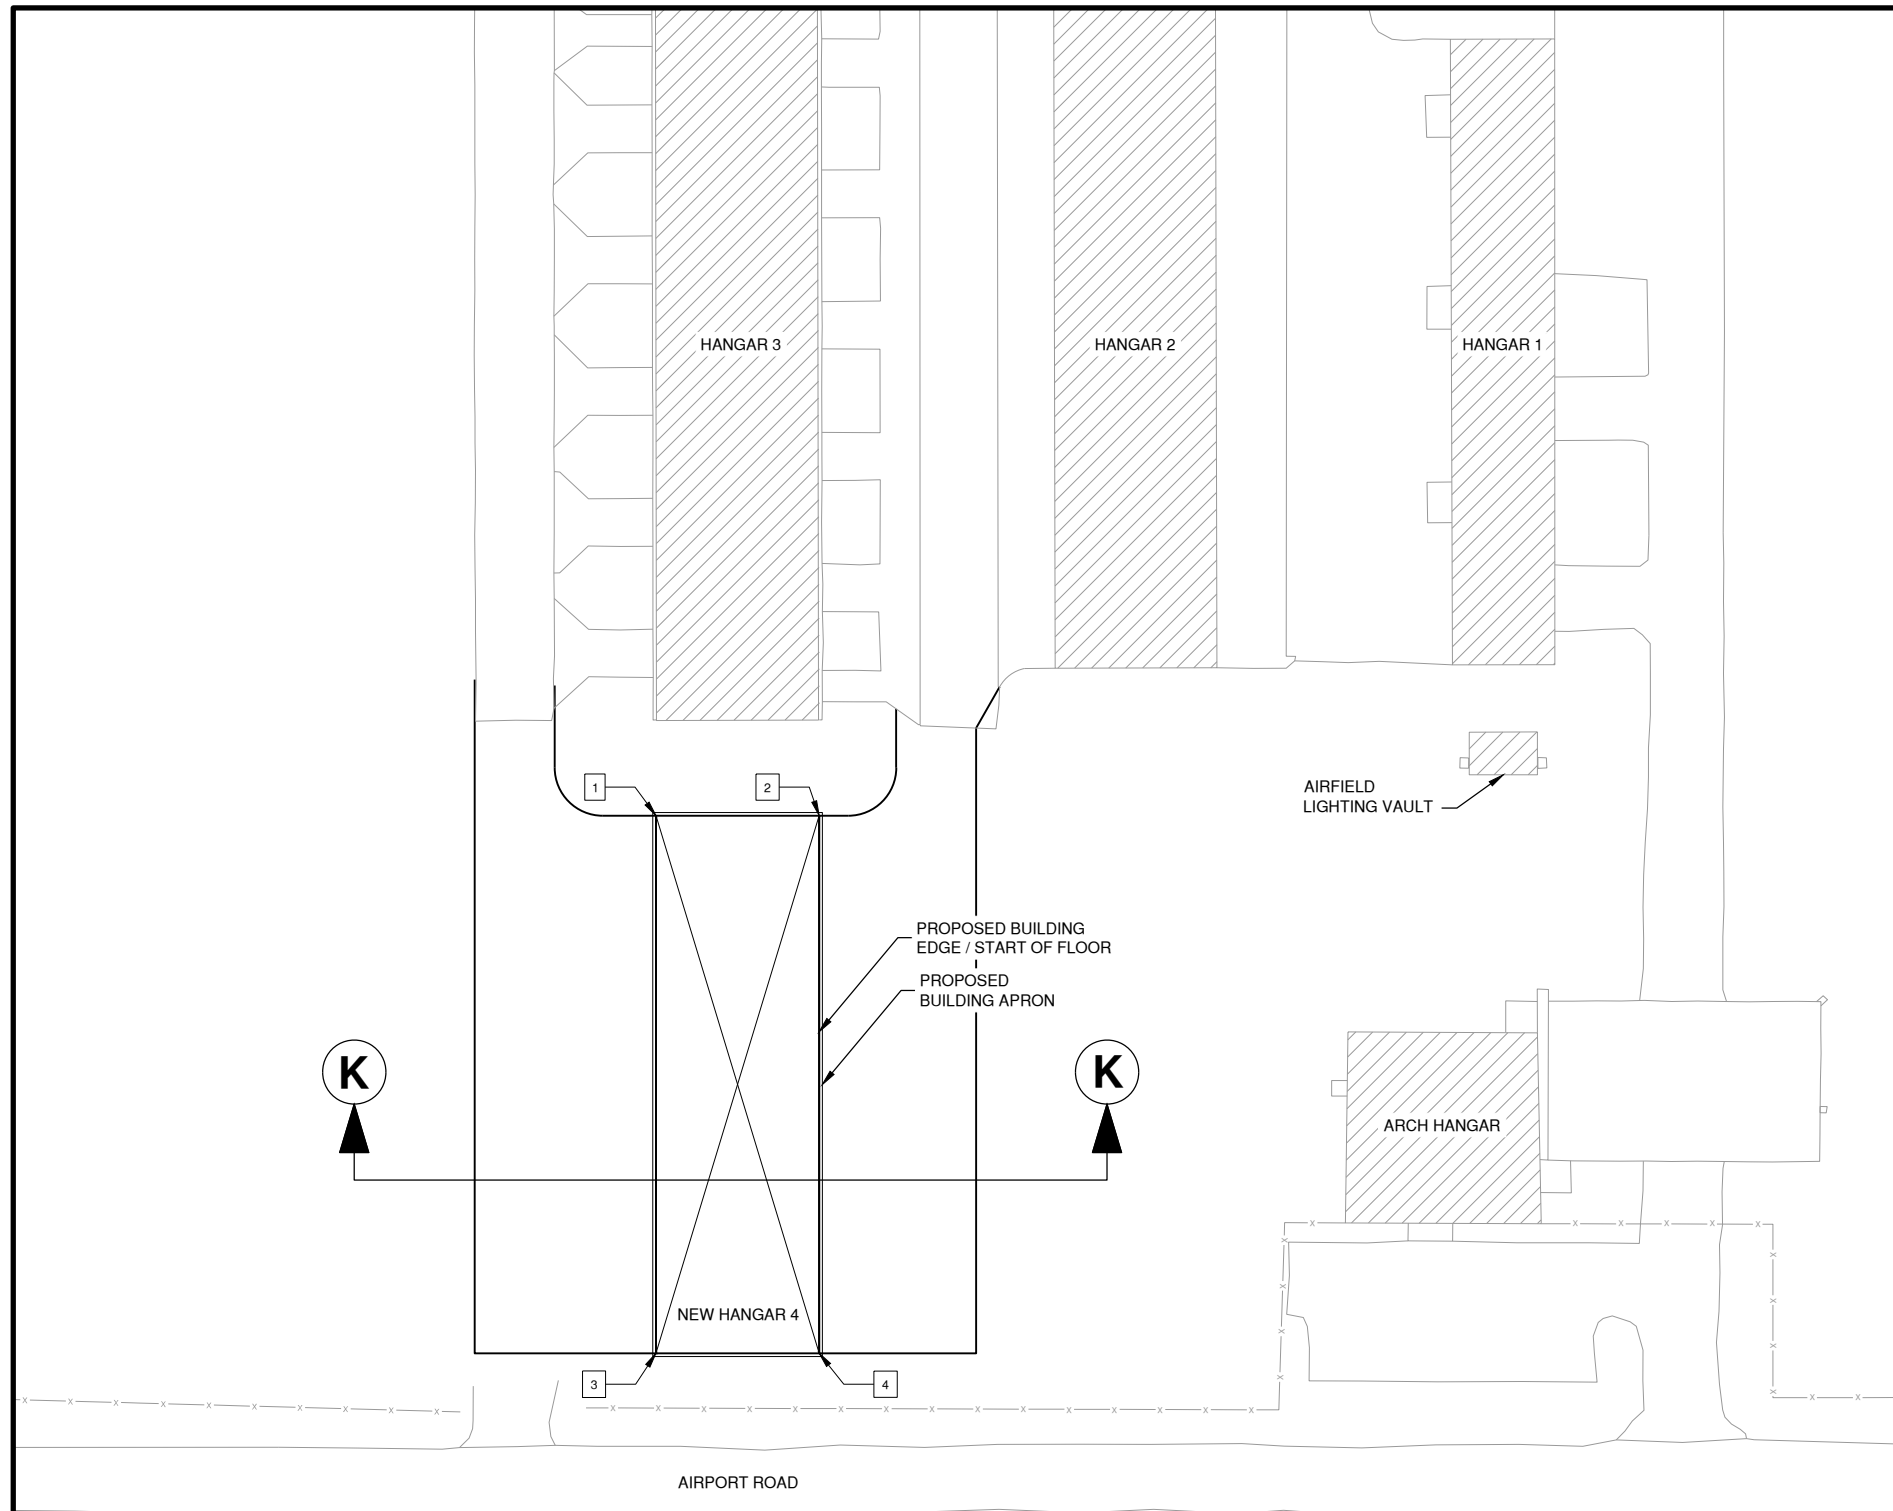 HANGAR 3
HANGAR 2
HANGAR 1
1
2
AIRFIELD
LIGHTING VAULT
PROPOSED BUILDING
EDGE / START OF FLOOR
PROPOSED
BUILDING APRON
K
K
ARCH HANGAR
NEW HANGAR 4
3
4
AIRPORT ROAD